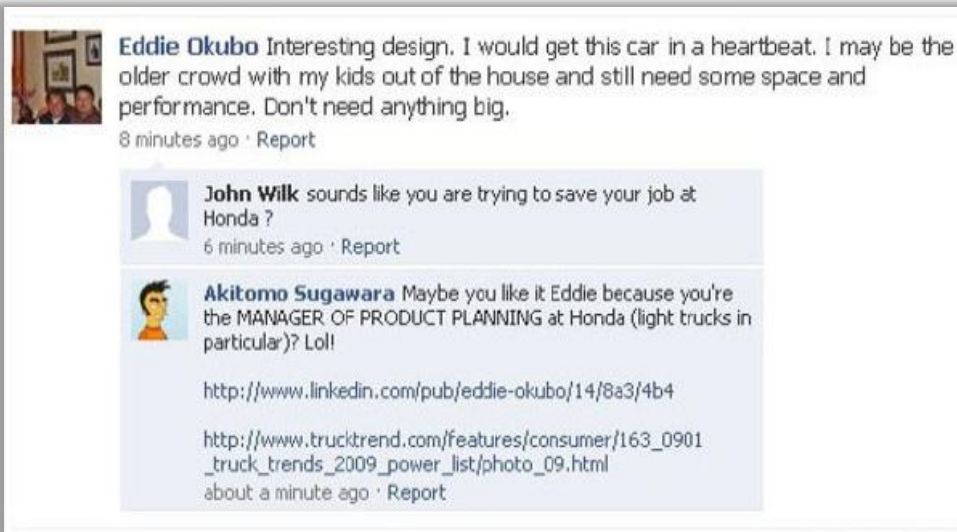 Eddie Okubo Interesting design. I would get this car in a heartbeat. I may be the
older crowd with my kids out of the house and still need some space and
performance. Don't need anything big.
8 minutes ago · Report
John Wilk sounds like you are trying to save your job at
Honda ?
6 minutes ago · Report
Akitomo Sugawara Maybe you like it Eddie because you're
the MANAGER OF PRODUCT PLANNING at Honda (light trucks in
particular)? Lol!
http://www.linkedin.com/pub/eddie-okubo/14/8a3/4b4
http://www.trucktrend.com/features/consumer/163_0901
_truck_trends_2009_power_list/photo_09.html
about a minute ago · Report